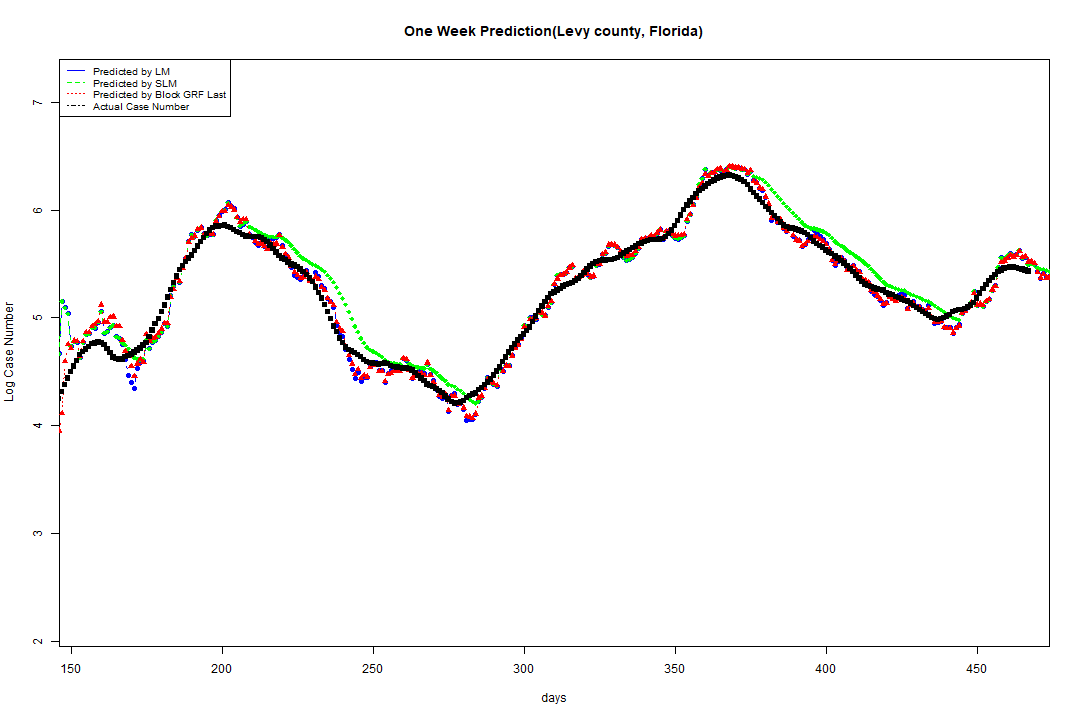 One Week Prediction(Levy county, Florida)
Predicted by LM
Predicted by SLM
Predicted by Block GRF Last
Actual Case Number
7
6
5
4
3
2
Log Case Number
150 200 250 300 350 400 450
days